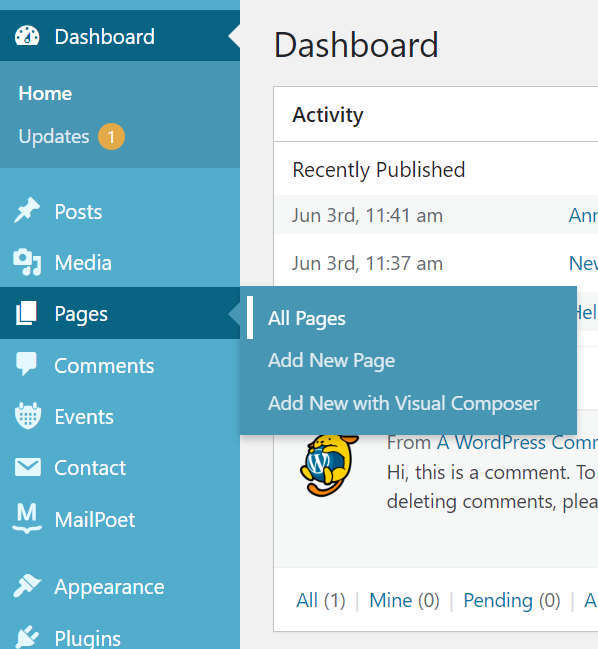 Dashboard
Home
Updates 1
Posts
Media
Pages
Comments
Events
Contact
MailPoet
Appearance
Plugins
Dashboard
Activity
Recently Published
Jun 3rd, 11:41 am Ann
Jun 3rd, 11:37 am New
Hel
All Pages
Add New Page
Add New with Visual Composer
From A WordPress Comm
Hi, this is a comment. To
deleting comments, plea
All (1) | Mine (0) | Pending (0) | A